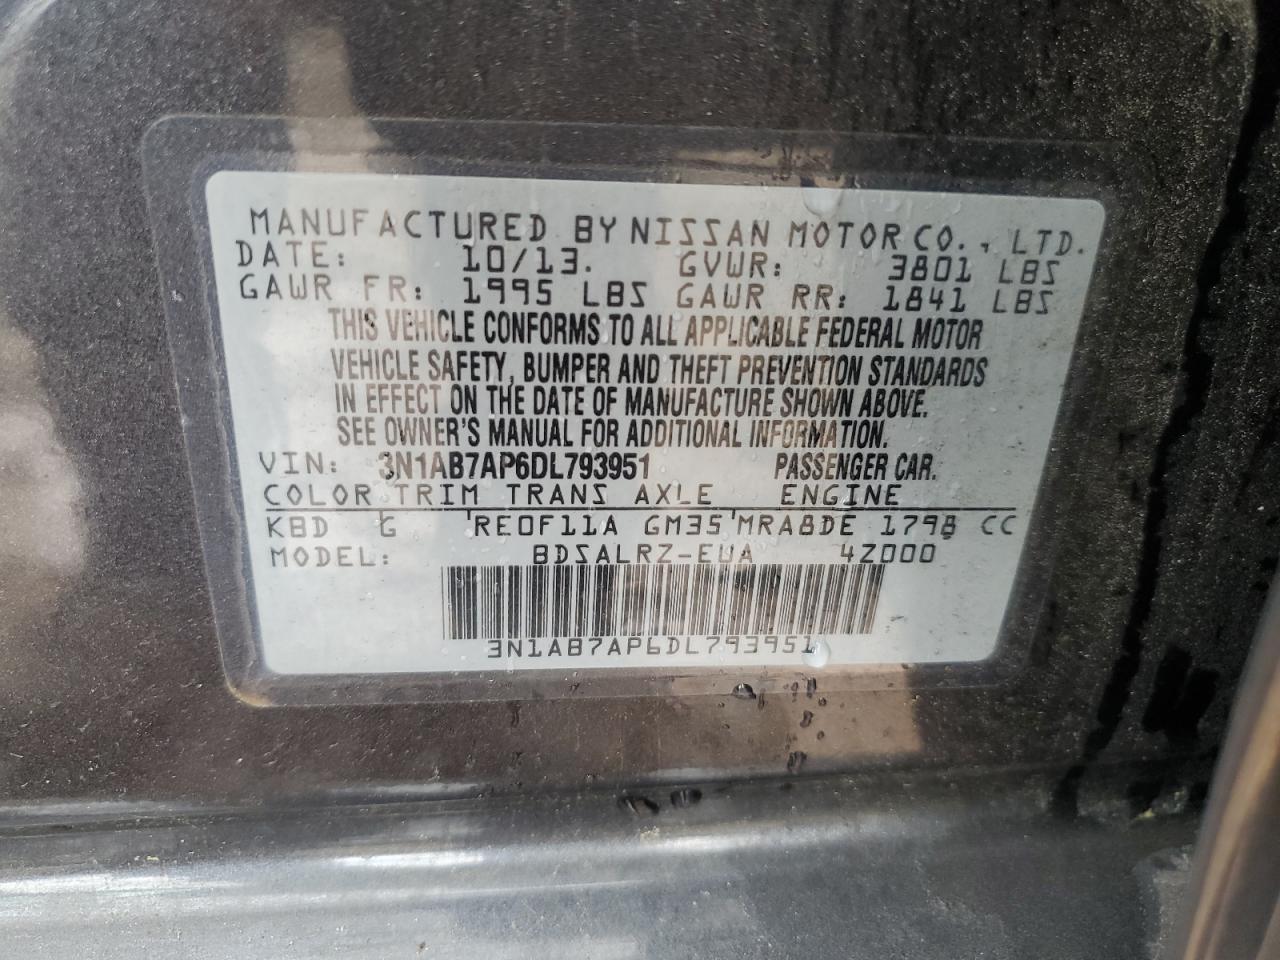 MANUFACTURED BY NISSAN MOTOR CO., LTD.
DATE: 10/13. GVWR: 3801 LBS
GAWR FR: 1995 LBS GAWR RR: 1841 LBS
THIS VEHICLE CONFORMS TO ALL APPLICABLE FEDERAL MOTOR
VEHICLE SAFETY, BUMPER AND THEFT PREVENTION STANDARDS
IN EFFECT ON THE DATE OF MANUFACTURE SHOWN ABOVE.
SEE OWNER'S MANUAL FOR ADDITIONAL INFORMATION.
VIN: 3N1AB7AP6DL793951 PASSENGER CAR.
COLOR TRIM TRANS AXLE ENGINE
KBD G RE0F11A GM35 MRA8DE 1798 CC
MODEL: BDSALRZ-EUA 4Z000
3N1AB7AP6DL793951